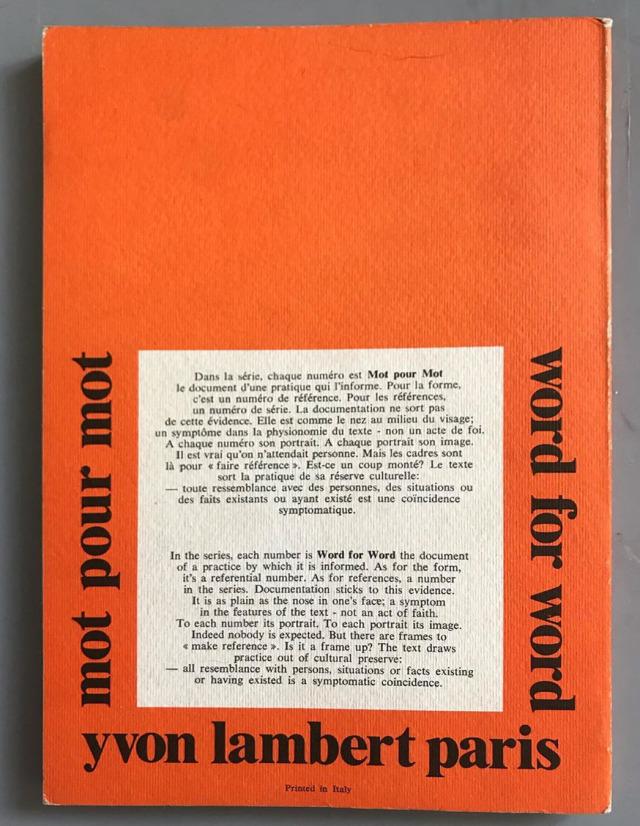 mot pour mot
Dans la série, chaque numéro est Mot pour Mot
le document d'une pratique qui l'informe. Pour la forme,
c'est un numéro de référence. Pour les références,
un numéro de série. La documentation ne sort pas
de cette évidence. Elle est comme le nez au milieu du visage;
un symptôme dans la physionomie du texte - non un acte de foi.
A chaque numéro son portrait. A chaque portrait son image.
Il est vrai qu'on n'attendait personne. Mais les cadres sont
là pour « faire référence ». Est-ce un coup monté? Le texte
sort la pratique de sa réserve culturelle:
— toute ressemblance avec des personnes, des situations ou
des faits existants ou ayant existé est une coïncidence
symptomatique.
In the series, each number is Word for Word the document
of a practice by which it is informed. As for the form,
it's a referential number. As for references, a number
in the series. Documentation sticks to this evidence.
It is as plain as the nose in one's face; a symptom
in the features of the text - not an act of faith.
To each number its portrait. To each portrait its image.
Indeed nobody is expected. But there are frames to
« make reference ». Is it a frame up? The text draws
practice out of cultural preserve:
— all resemblance with persons, situations or facts existing
or having existed is a symptomatic coincidence.
word for word
yvon lambert paris
Printed in Italy